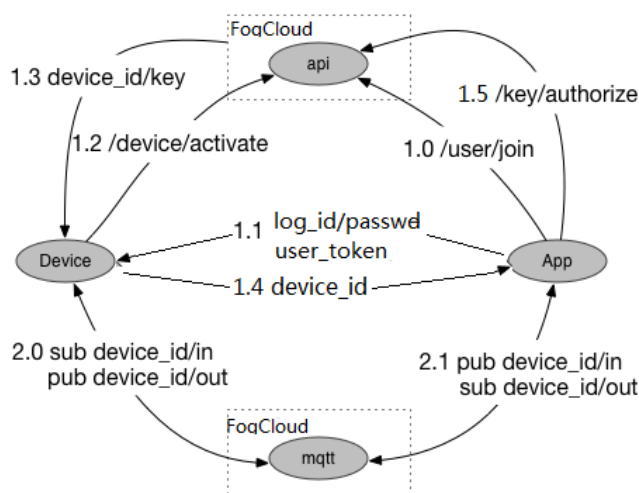 FogCloud
api
1.3 device_id/key
1.5 /key/authorize
1.2 /device/activate
1.0 /user/join
1.1 log_id/passwd
user_token
Device
App
1.4 device_id
2.0 sub device_id/in
pub device_id/out
2.1 pub device_id/in
sub device_id/out
FogCloud
mqtt